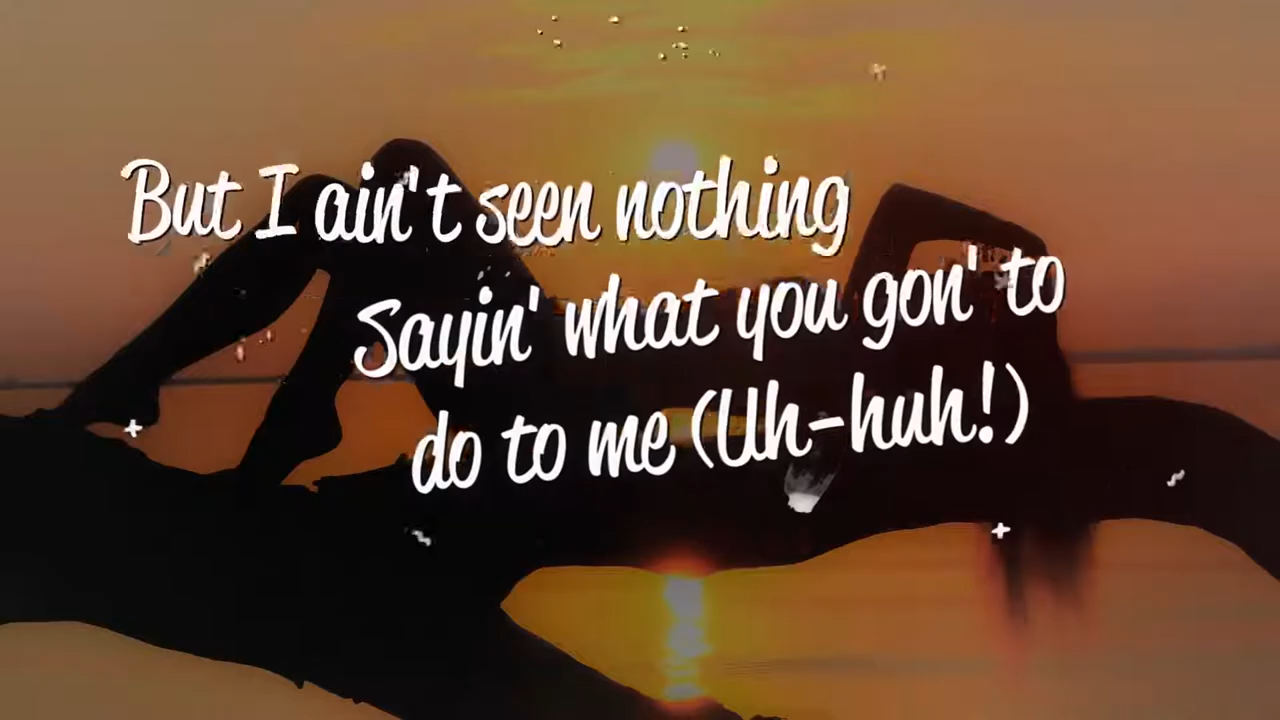 But I ain't seen nothing
Sayin' what you gon' to
do to me (Uh-huh!)